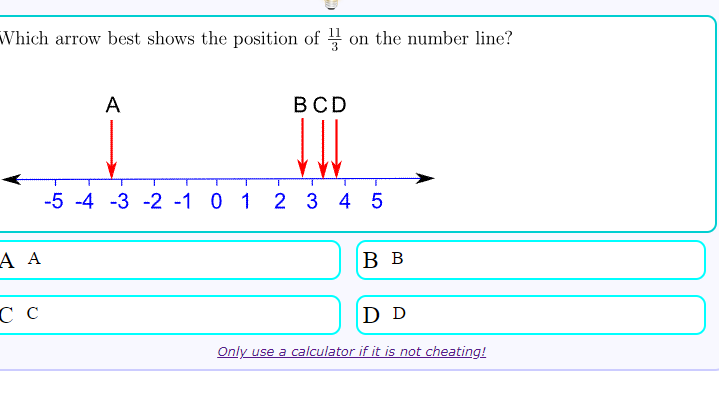 Which arrow best shows the position of 11/3 on the number line?
A B C D
-5 -4 -3 -2 -1 0 1 2 3 4 5
A A
B B
C C
D D
Only use a calculator if it is not cheating!